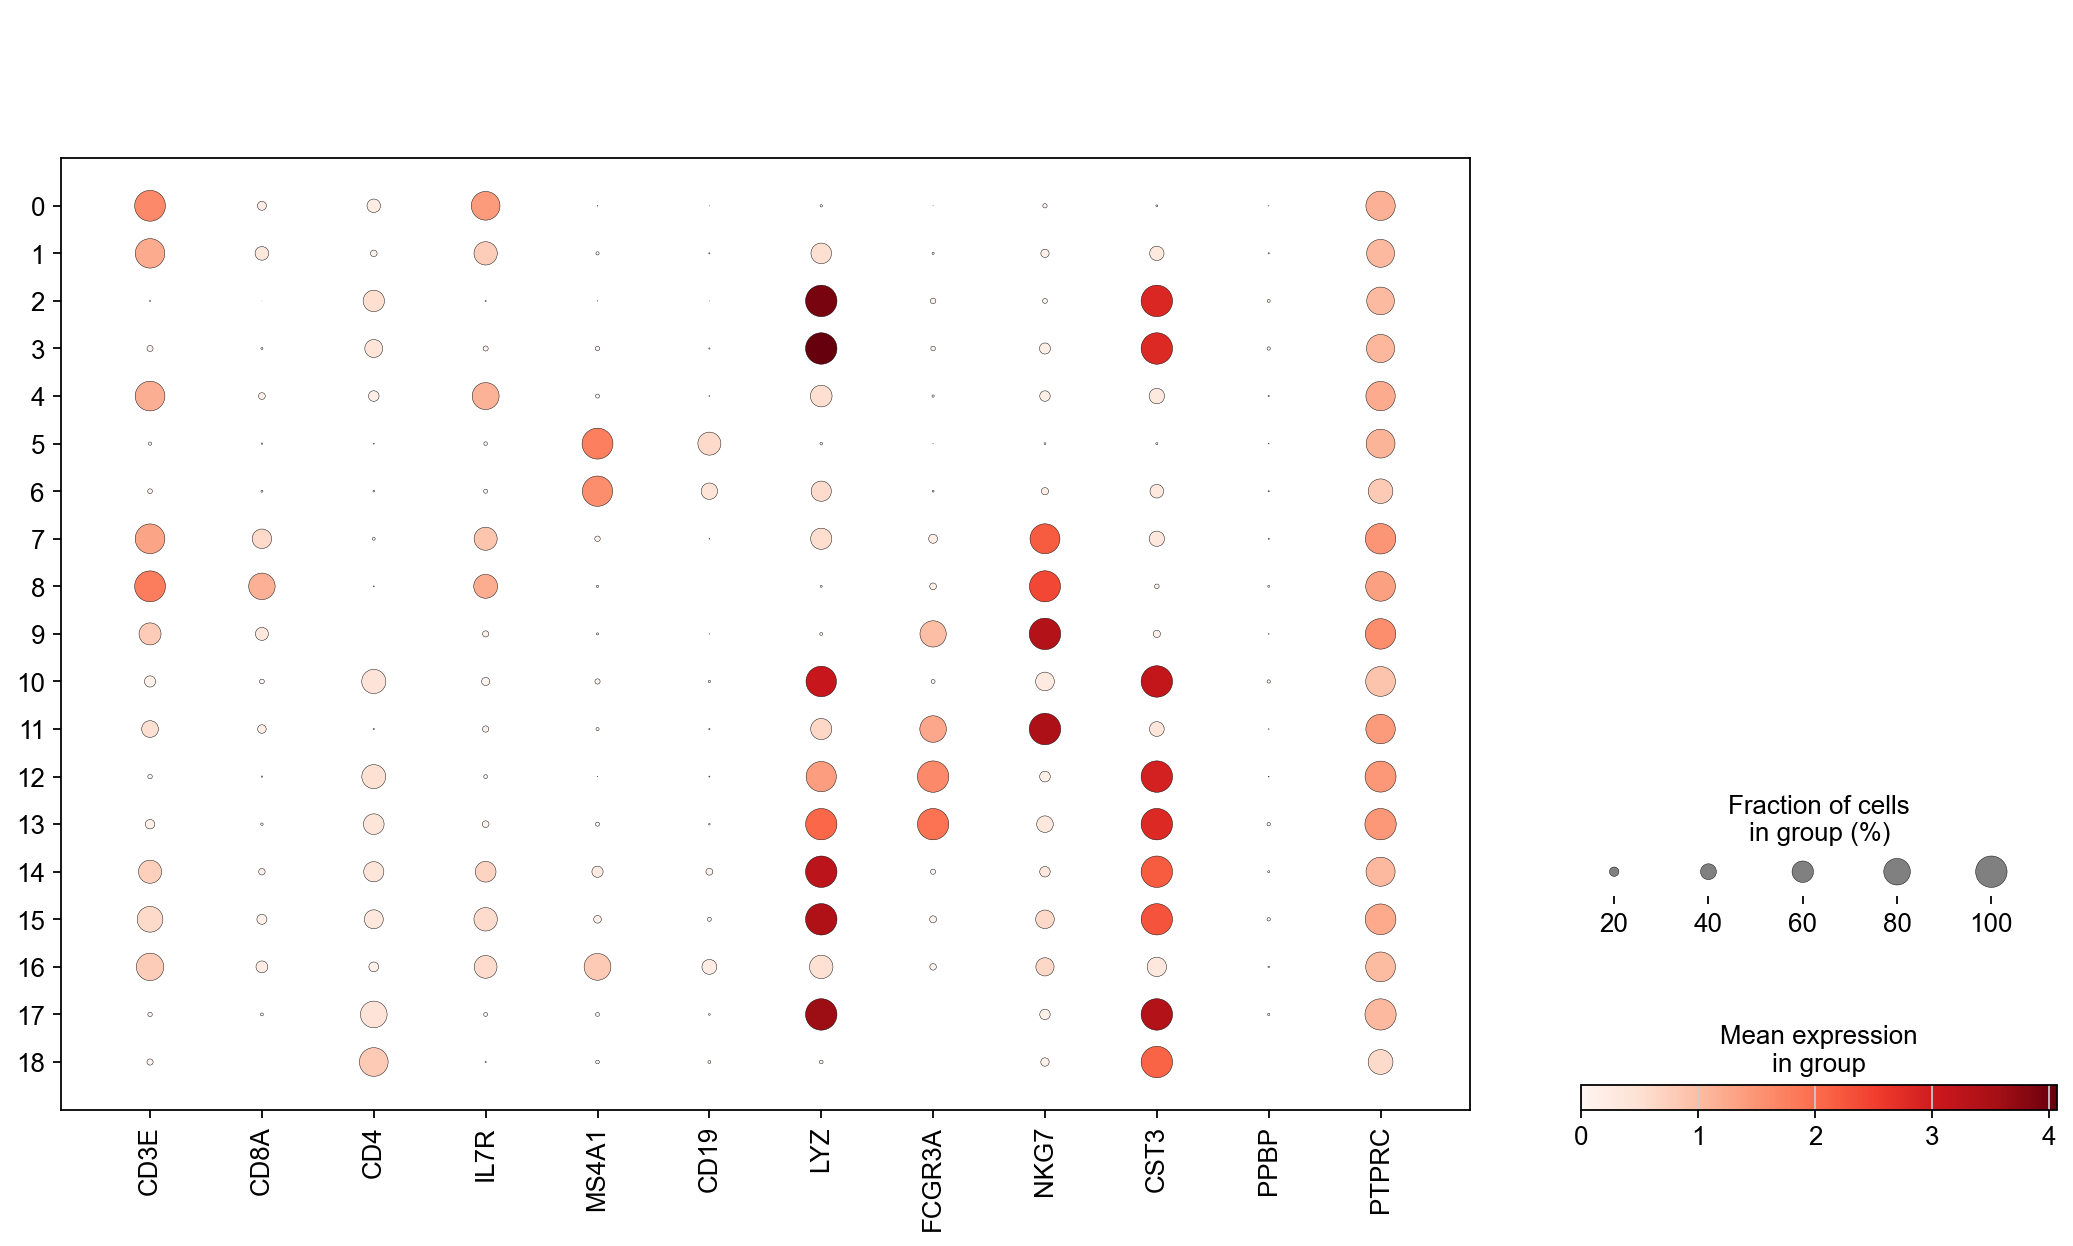 0
1
2
3
4
5
6
7
8
9
10
11
12
13
14
15
16
17
18
CD3E
CD8A
CD4
IL7R
MS4A1
CD19
LYZ
FCGR3A
NKG7
CST3
PPBP
PTPRC
Fraction of cells
in group (%)
20 40 60 80 100
Mean expression
in group
0 1 2 3 4